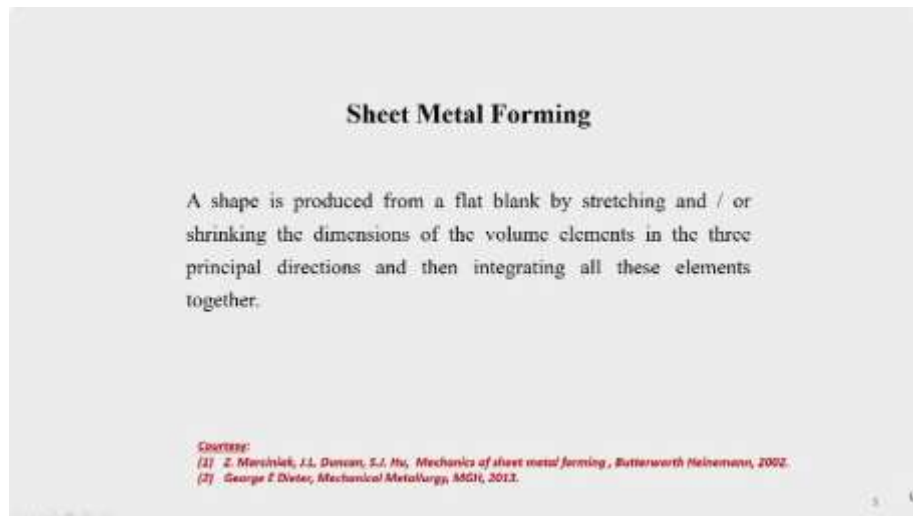 Sheet Metal Forming
A shape is produced from a flat blank by stretching and / or
shrinking the dimensions of the volume elements in the three
principal directions and then integrating all these elements
together.
Courtesy:
(1) Z. Marciniak, J.L. Duncan, S.J. Hu, Mechanics of sheet metal forming , Butterworth Heinemann, 2002.
(2) George E Dieter, Mechanical Metallurgy, MGH, 2013.